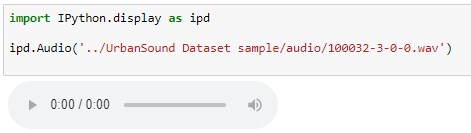 import IPython.display as ipd
ipd.Audio('../UrbanSound Dataset sample/audio/100032-3-0-0.wav')
0:00 / 0:00